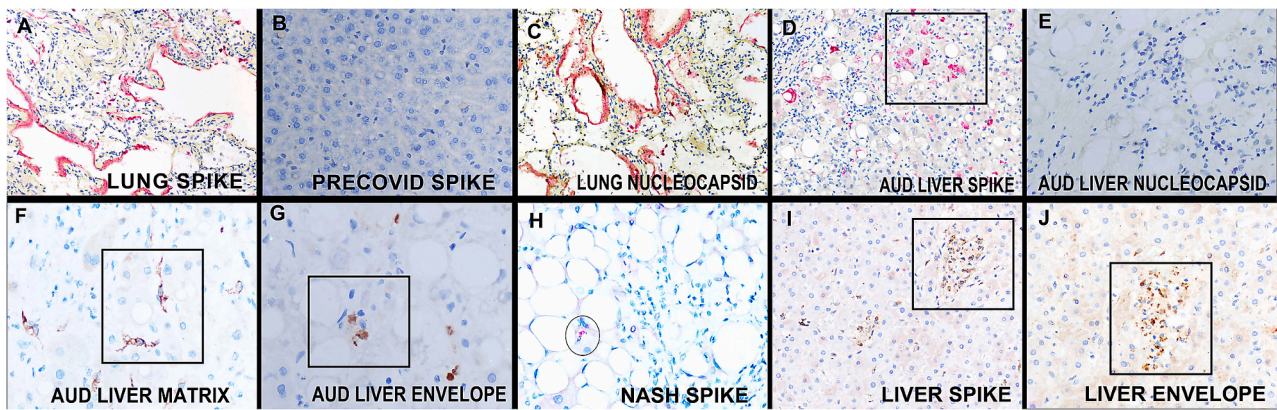 A
LUNG SPIKE
B
PRECOVID SPIKE
C
LUNG NUCLEOCAPSID
D
AUD LIVER SPIKE
E
AUD LIVER NUCLEOCAPSID
F
AUD LIVER MATRIX
G
AUD LIVER ENVELOPE
H
NASH SPIKE
I
LIVER SPIKE
J
LIVER ENVELOPE